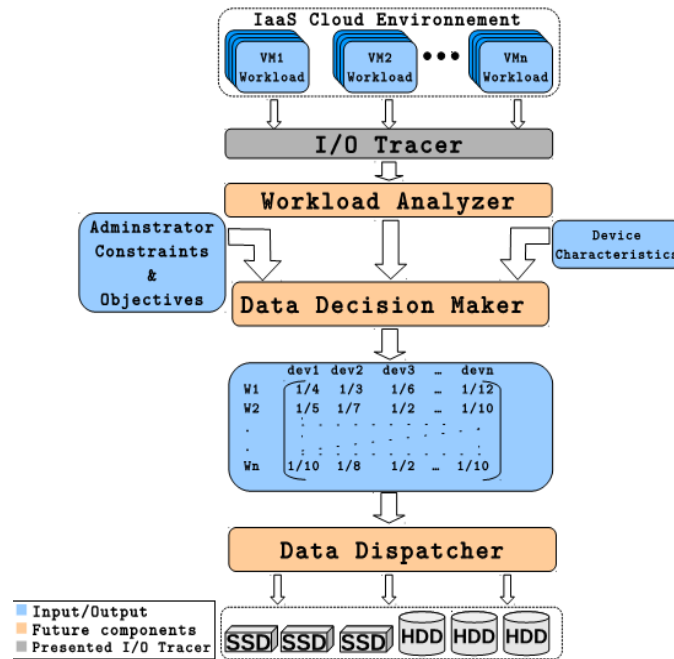 IaaS Cloud Environnement
VM1 VM2 ●●● VMn
Workload Workload Workload
I/O Tracer
Workload Analyzer
Adminstrator
Constraints
&
Objectives
Device
Characteristics
Data Decision Maker
dev1 dev2 dev3 … devn
W1 1/4 1/3 1/6 … 1/12
W2 1/5 1/7 1/2 … 1/10
.
.
Wn 1/10 1/8 1/2 … 1/10
Data Dispatcher
Input/Output
Future components
Presented I/O Tracer
SSD SSD SSD HDD HDD HDD